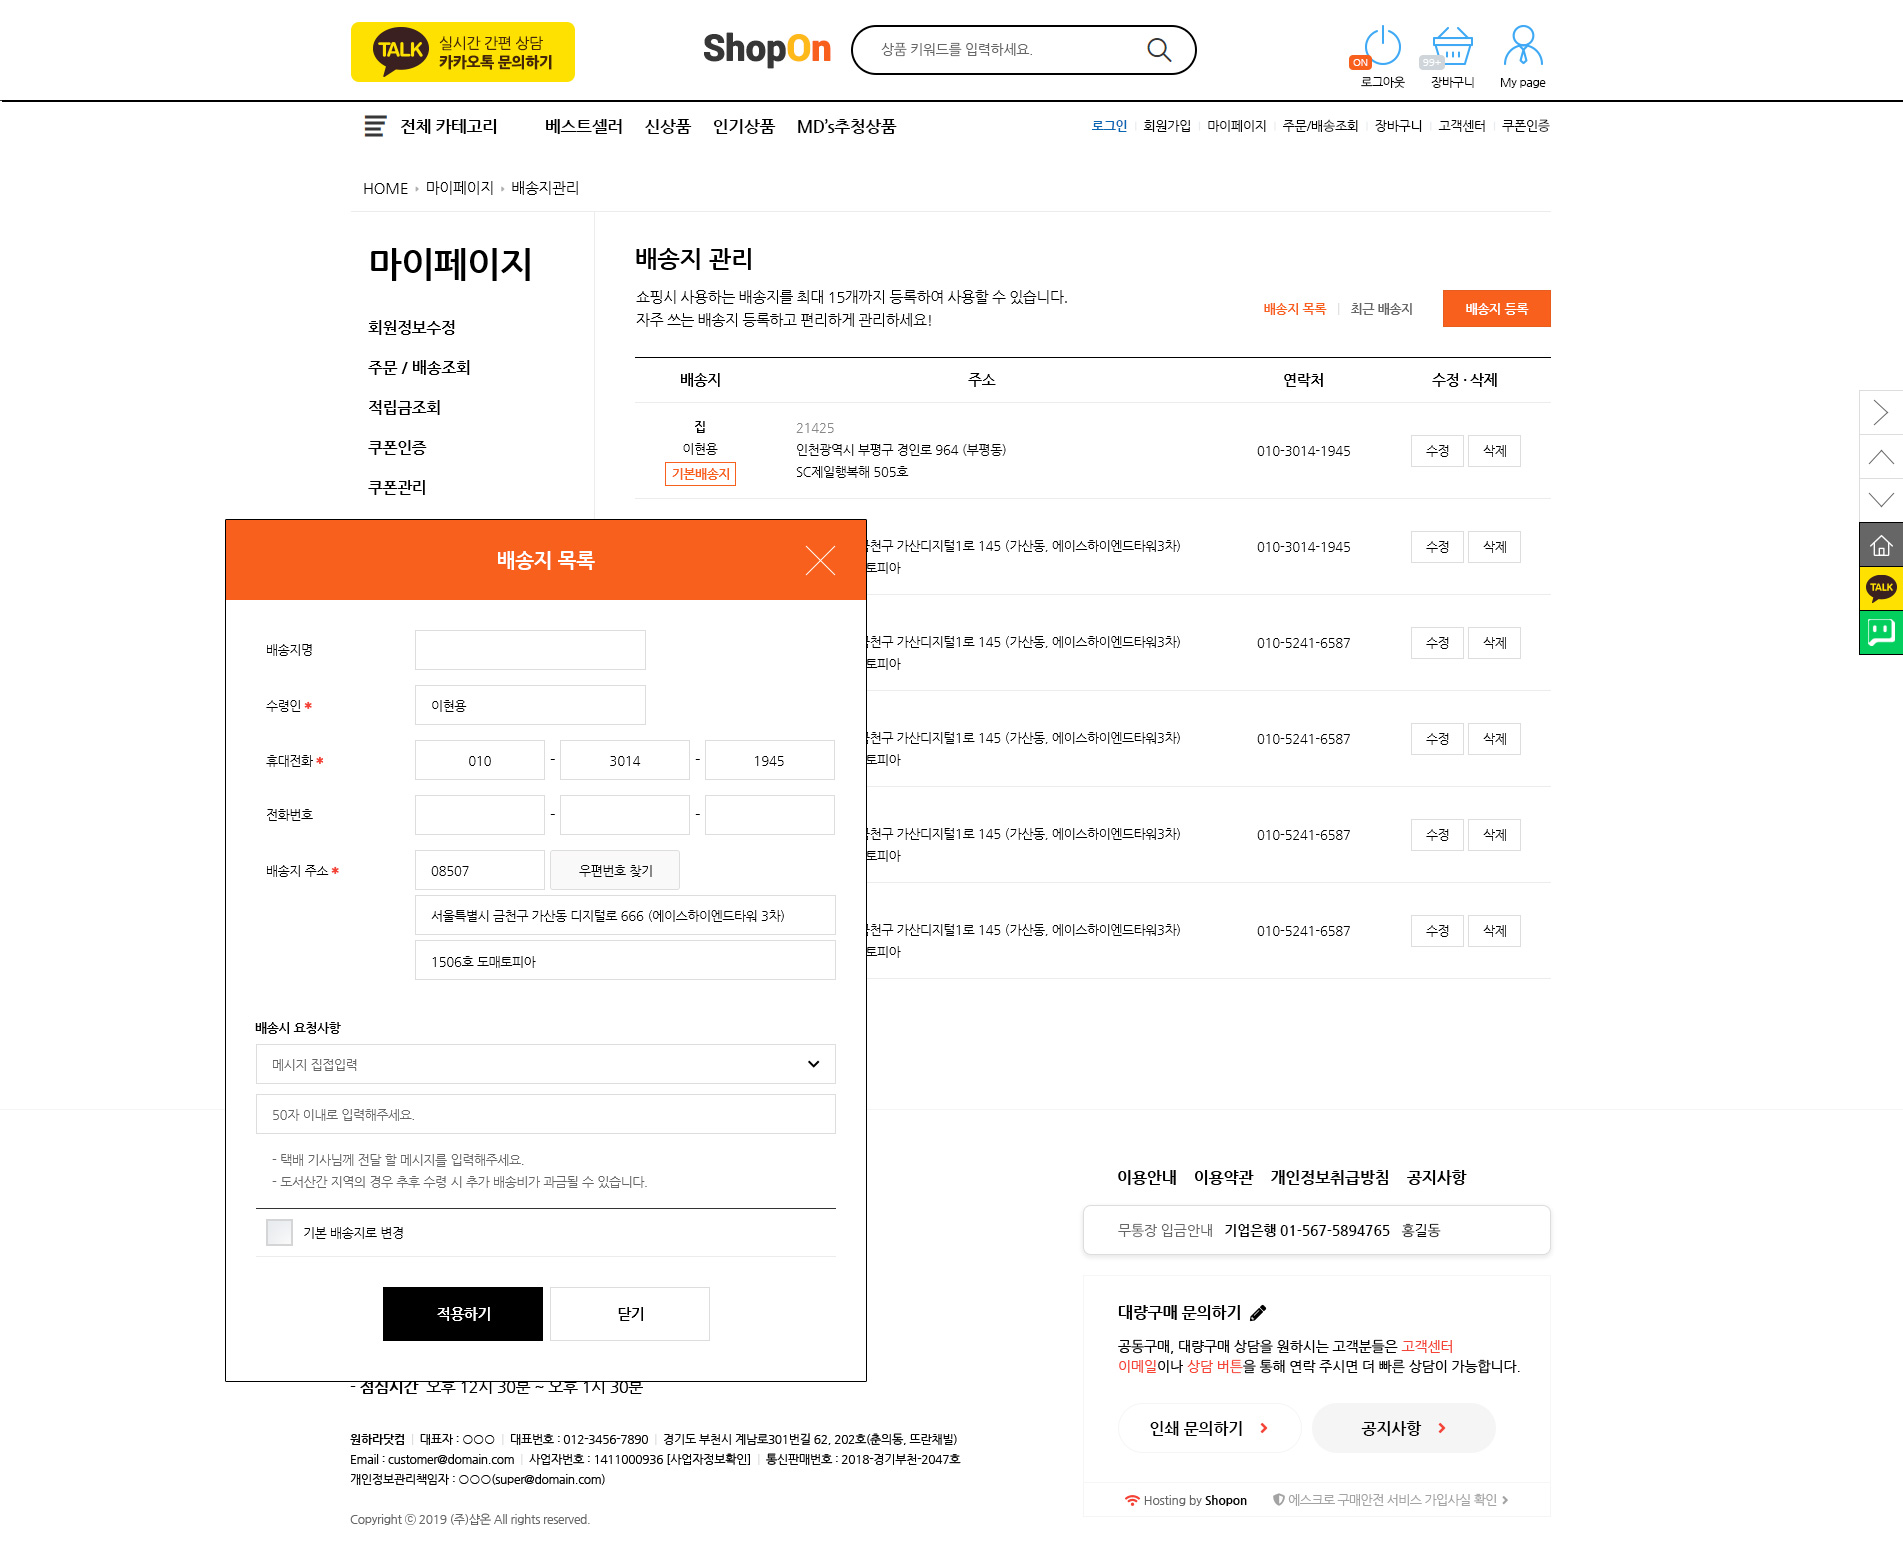 TALK 실시간 간편 상담
카카오톡 문의하기
ShopOn
상품 키워드를 입력하세요.
ON 로그아웃
99+ 장바구니
My page
전체 카테고리 베스트셀러 신상품 인기상품 MD's추청상품
로그인 회원가입 마이페이지 주문/배송조회 장바구니 고객센터 쿠폰인증
HOME 마이페이지 배송지관리
마이페이지
회원정보수정
주문 / 배송조회
적립금조회
쿠폰인증
쿠폰관리
배송지 관리
쇼핑시 사용하는 배송지를 최대 15개까지 등록하여 사용할 수 있습니다.
자주 쓰는 배송지 등록하고 편리하게 관리하세요!
배송지 목록 최근 배송지 배송지 등록
배송지 주소 연락처 수정 · 삭제
집
이현용
기본배송지
21425
인천광역시 부평구 경인로 964 (부평동)
SC제일행복해 505호
010-3014-1945 수정 삭제
금천구 가산디지털1로 145 (가산동, 에이스하이엔드타워3차)
토피아
010-3014-1945 수정 삭제
금천구 가산디지털1로 145 (가산동, 에이스하이엔드타워3차)
토피아
010-5241-6587 수정 삭제
금천구 가산디지털1로 145 (가산동, 에이스하이엔드타워3차)
토피아
010-5241-6587 수정 삭제
금천구 가산디지털1로 145 (가산동, 에이스하이엔드타워3차)
토피아
010-5241-6587 수정 삭제
금천구 가산디지털1로 145 (가산동, 에이스하이엔드타워3차)
토피아
010-5241-6587 수정 삭제
TALK
배송지 목록
배송지명
수령인 * 이현용
휴대전화 * 010 - 3014 - 1945
전화번호 - -
배송지 주소 * 08507 우편번호 찾기
서울특별시 금천구 가산동 디지털로 666 (에이스하이엔드타워 3차)
1506호 도매토피아
배송시 요청사항
메시지 집접입력
50자 이내로 입력해주세요.
- 택배 기사님께 전달 할 메시지를 입력해주세요.
- 도서산간 지역의 경우 추후 수령 시 추가 배송비가 과금될 수 있습니다.
기본 배송지로 변경
적용하기 닫기
- 점심시간 오후 12시 30분 ~ 오후 1시 30분
원하라닷컴 대표자 : ○○○ 대표번호 : 012-3456-7890 경기도 부천시 계남로301번길 62, 202호(춘의동, 뜨란채빌)
Email : customer@domain.com 사업자번호 : 1411000936 [사업자정보확인] 통신판매번호 : 2018-경기부천-2047호
개인정보관리책임자 : ○○○(super@domain.com)
Copyright ⓒ 2019 (주)샵온 All rights reserved.
이용안내 이용약관 개인정보취급방침 공지사항
무통장 입금안내 기업은행 01-567-5894765 홍길동
대량구매 문의하기
공동구매, 대량구매 상담을 원하시는 고객분들은 고객센터
이메일이나 상담 버튼을 통해 연락 주시면 더 빠른 상담이 가능합니다.
인쇄 문의하기 공지사항
Hosting by Shopon 에스크로 구매안전 서비스 가입사실 확인